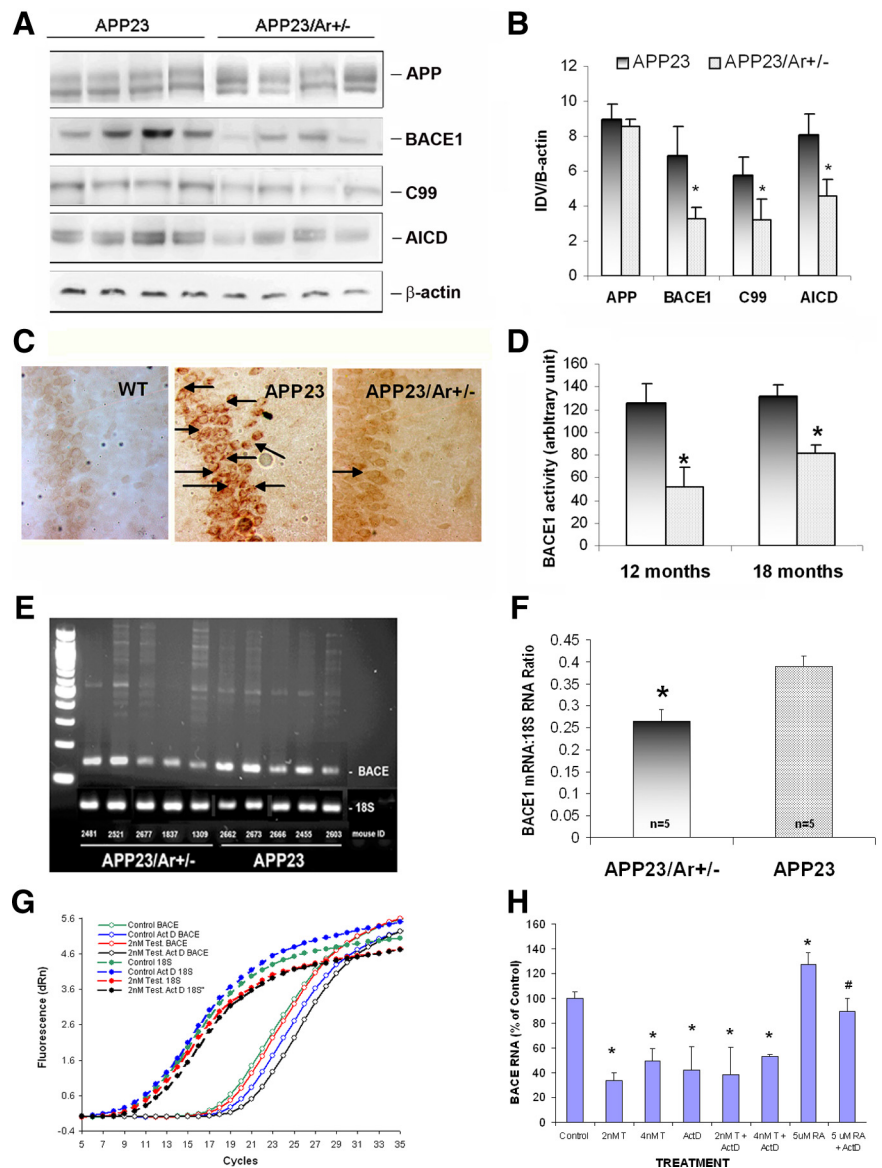 A
APP23
APP23/Ar+/-
APP
BACE1
C99
AICD
β-actin
B
APP23
APP23/Ar+/-
IDV/B-actin
12
10
8
6
4
2
0
APP
BACE1
C99
AICD
*
*
*
C
WT
APP23
APP23/Ar+/-
D
BACE1 activity (arbitrary unit)
160
140
120
100
80
60
40
20
0
*
*
12 months
18 months
E
- BACE
- 18S
2481 2521 2677 1837 1309 2662 2673 2666 2455 2603 mouse ID
APP23/Ar+/-
APP23
F
BACE1 mRNA:18S RNA Ratio
0.45
0.4
0.35
0.3
0.25
0.2
0.15
0.1
0.05
0
*
n=5
n=5
APP23/Ar+/-
APP23
G
Fluorescence (dRn)
5.6
4.6
3.6
2.6
1.6
0.6
-0.4
Control BACE
Control Act D BACE
2nM Test. BACE
2nM Test. Act D BACE
Control 18S
Control Act D 18S
2nM Test. 18S
2nM Test. Act D 18S"
5 7 9 11 13 15 17 19 21 23 25 27 29 31 33 35
Cycles
H
BACE RNA (% of Control)
160
140
120
100
80
60
40
20
0
*
*
*
*
*
*
#
Control
2nM T
4nM T
ActD
2nM T + ActD
4nM T + ActD
5uM RA
5 uM RA + ActD
TREATMENT